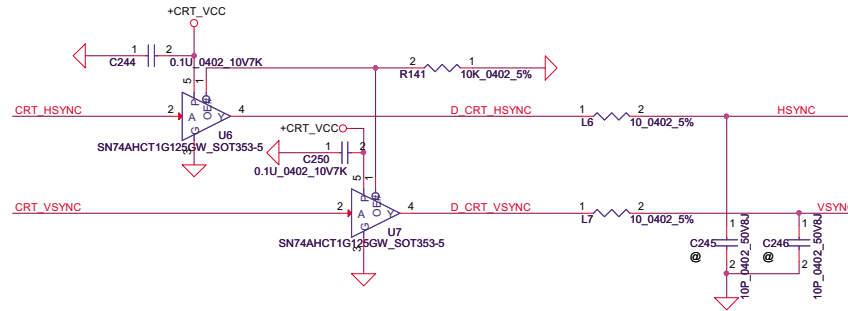 +CRT_VCC
1
2
C244
0.1U_0402_10V7K
2
1
R141
10K_0402_5%
5
1
P
OE#
CRT_HSYNC
2
A
Y
4
D_CRT_HSYNC
1
2
L6
10_0402_5%
HSYNC
G
3
U6
SN74AHCT1G125GW_SOT353-5
+CRT_VCC
1
2
C250
0.1U_0402_10V7K
5
1
P
OE#
CRT_VSYNC
2
A
Y
4
D_CRT_VSYNC
1
2
L7
10_0402_5%
VSYNC
G
3
U7
SN74AHCT1G125GW_SOT353-5
1
C245
@
2
10P_0402_50V8J
1
C246
@
2
10P_0402_50V8J